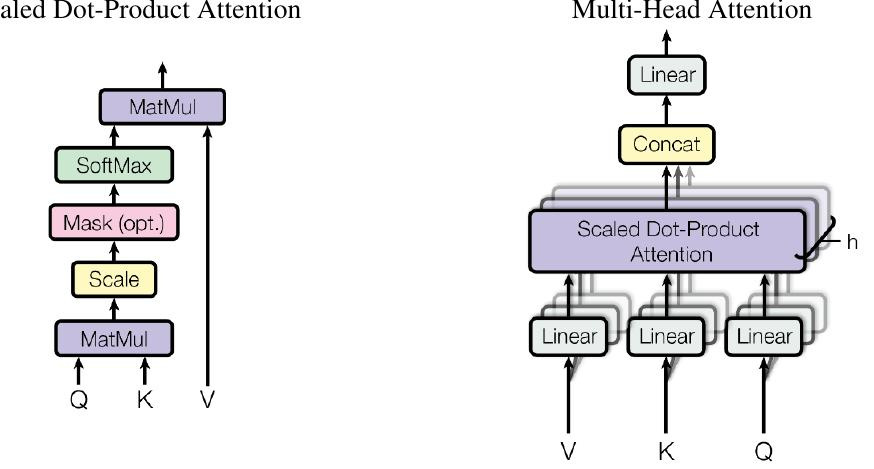 aled Dot-Product Attention
MatMul
SoftMax
Mask (opt.)
Scale
MatMul
Q K V
Multi-Head Attention
Linear
Concat
Scaled Dot-Product
Attention
h
Linear Linear Linear
V K Q